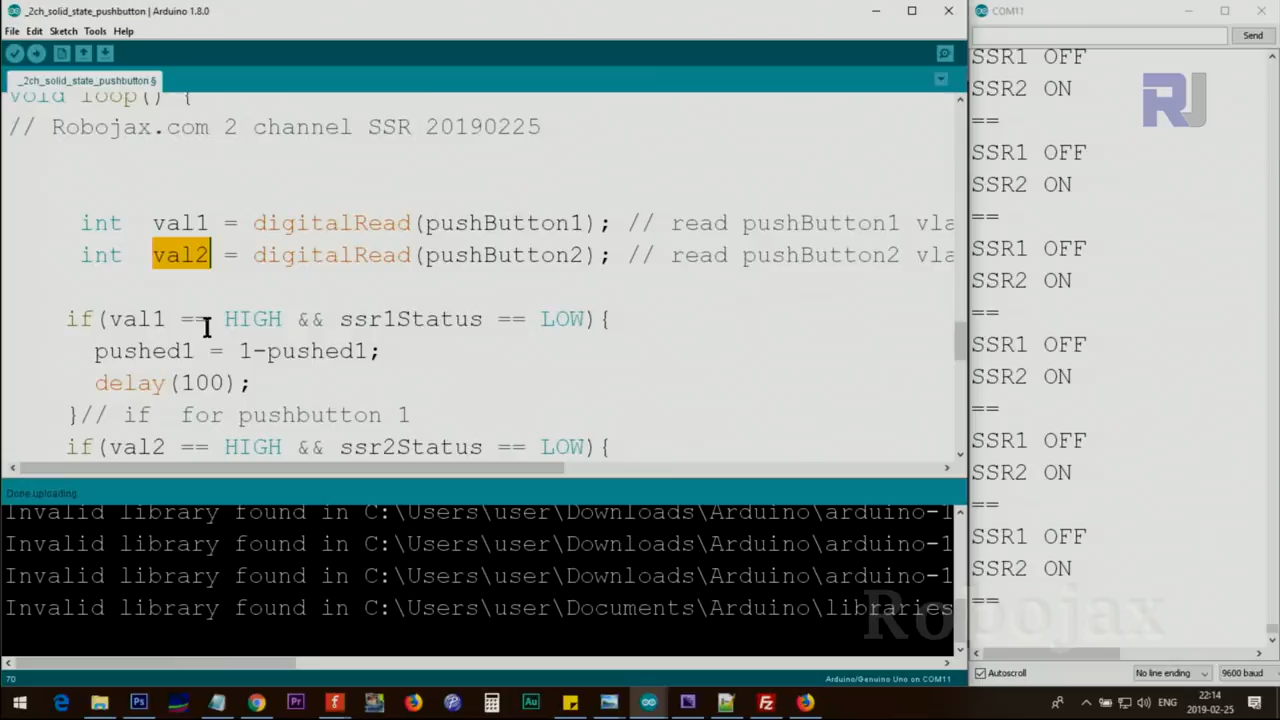 _2ch_solid_state_pushbutton | Arduino 1.8.0
File Edit Sketch Tools Help
_2ch_solid_state_pushbutton §
void loop() {
// Robojax.com 2 channel SSR 20190225
int val1 = digitalRead(pushButton1); // read pushButton1 vla
int val2 = digitalRead(pushButton2); // read pushButton2 vla
if(val1 == HIGH && ssr1Status == LOW){
pushed1 = 1-pushed1;
delay(100);
}// if for pushbutton 1
if(val2 == HIGH && ssr2Status == LOW){
Done uploading.
Invalid library found in C:\Users\user\Downloads\Arduino\arduino-1
Invalid library found in C:\Users\user\Downloads\Arduino\arduino-1
Invalid library found in C:\Users\user\Downloads\Arduino\arduino-1
Invalid library found in C:\Users\user\Documents\Arduino\libraries
70
Arduino/Genuino Uno on COM11
COM11
Send
SSR1 OFF
SSR2 ON
==
SSR1 OFF
SSR2 ON
==
SSR1 OFF
SSR2 ON
==
SSR1 OFF
SSR2 ON
==
SSR1 OFF
SSR2 ON
==
SSR1 OFF
SSR2 ON
==
RJ
Robojax
Autoscroll
No line ending
9600 baud
ENG
22:14
2019-02-25